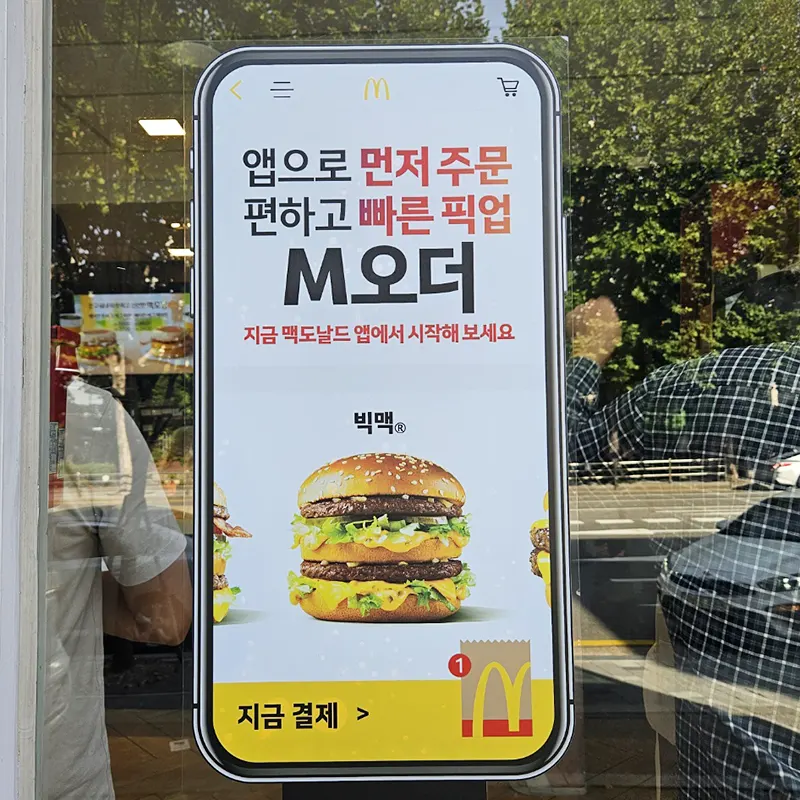 앱으로 먼저 주문
편하고 빠른 픽업
M오더
지금 맥도날드 앱에서 시작해 보세요
빅맥®
1
지금 결제 >